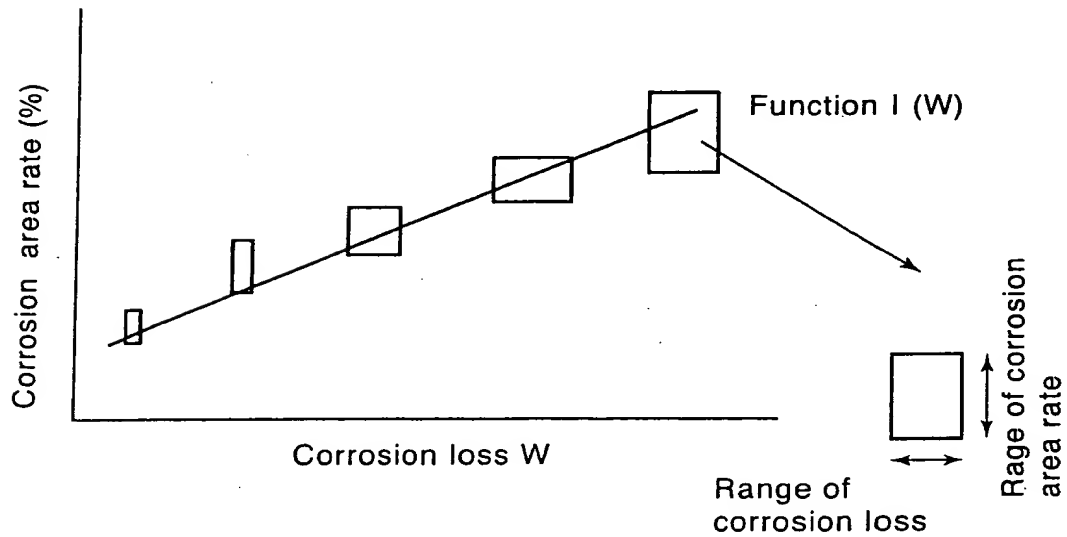 Corrosion area rate (%)
Function I (W)
Corrosion loss W
Range of
corrosion loss
Rage of corrosion
area rate